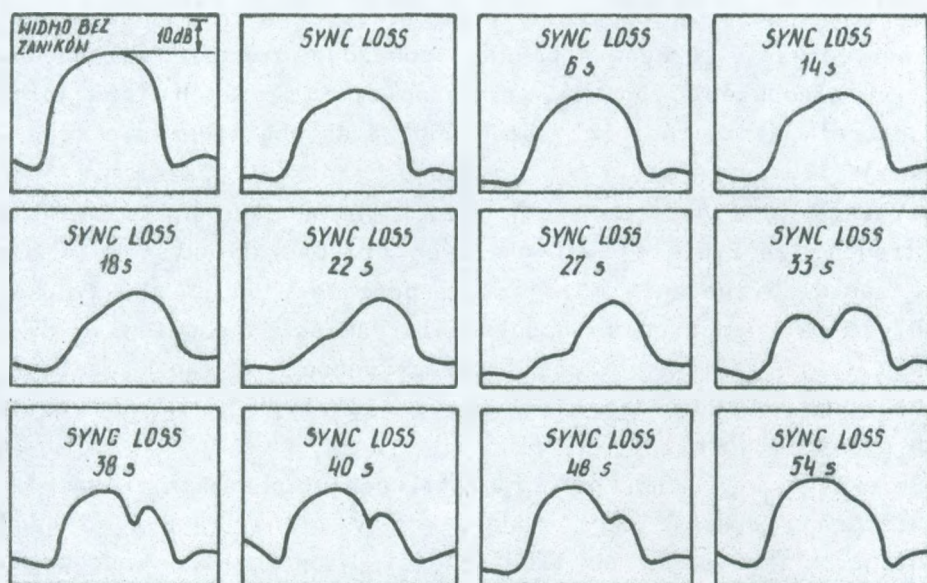 WIDMO BEZ
ZANIKÓW
10dB
SYNC LOSS
SYNC LOSS
6 s
SYNC LOSS
14 s
SYNC LOSS
18 s
SYNC LOSS
22 s
SYNC LOSS
27 s
SYNC LOSS
33 s
SYNC LOSS
38 s
SYNC LOSS
40 s
SYNC LOSS
48 s
SYNC LOSS
54 s